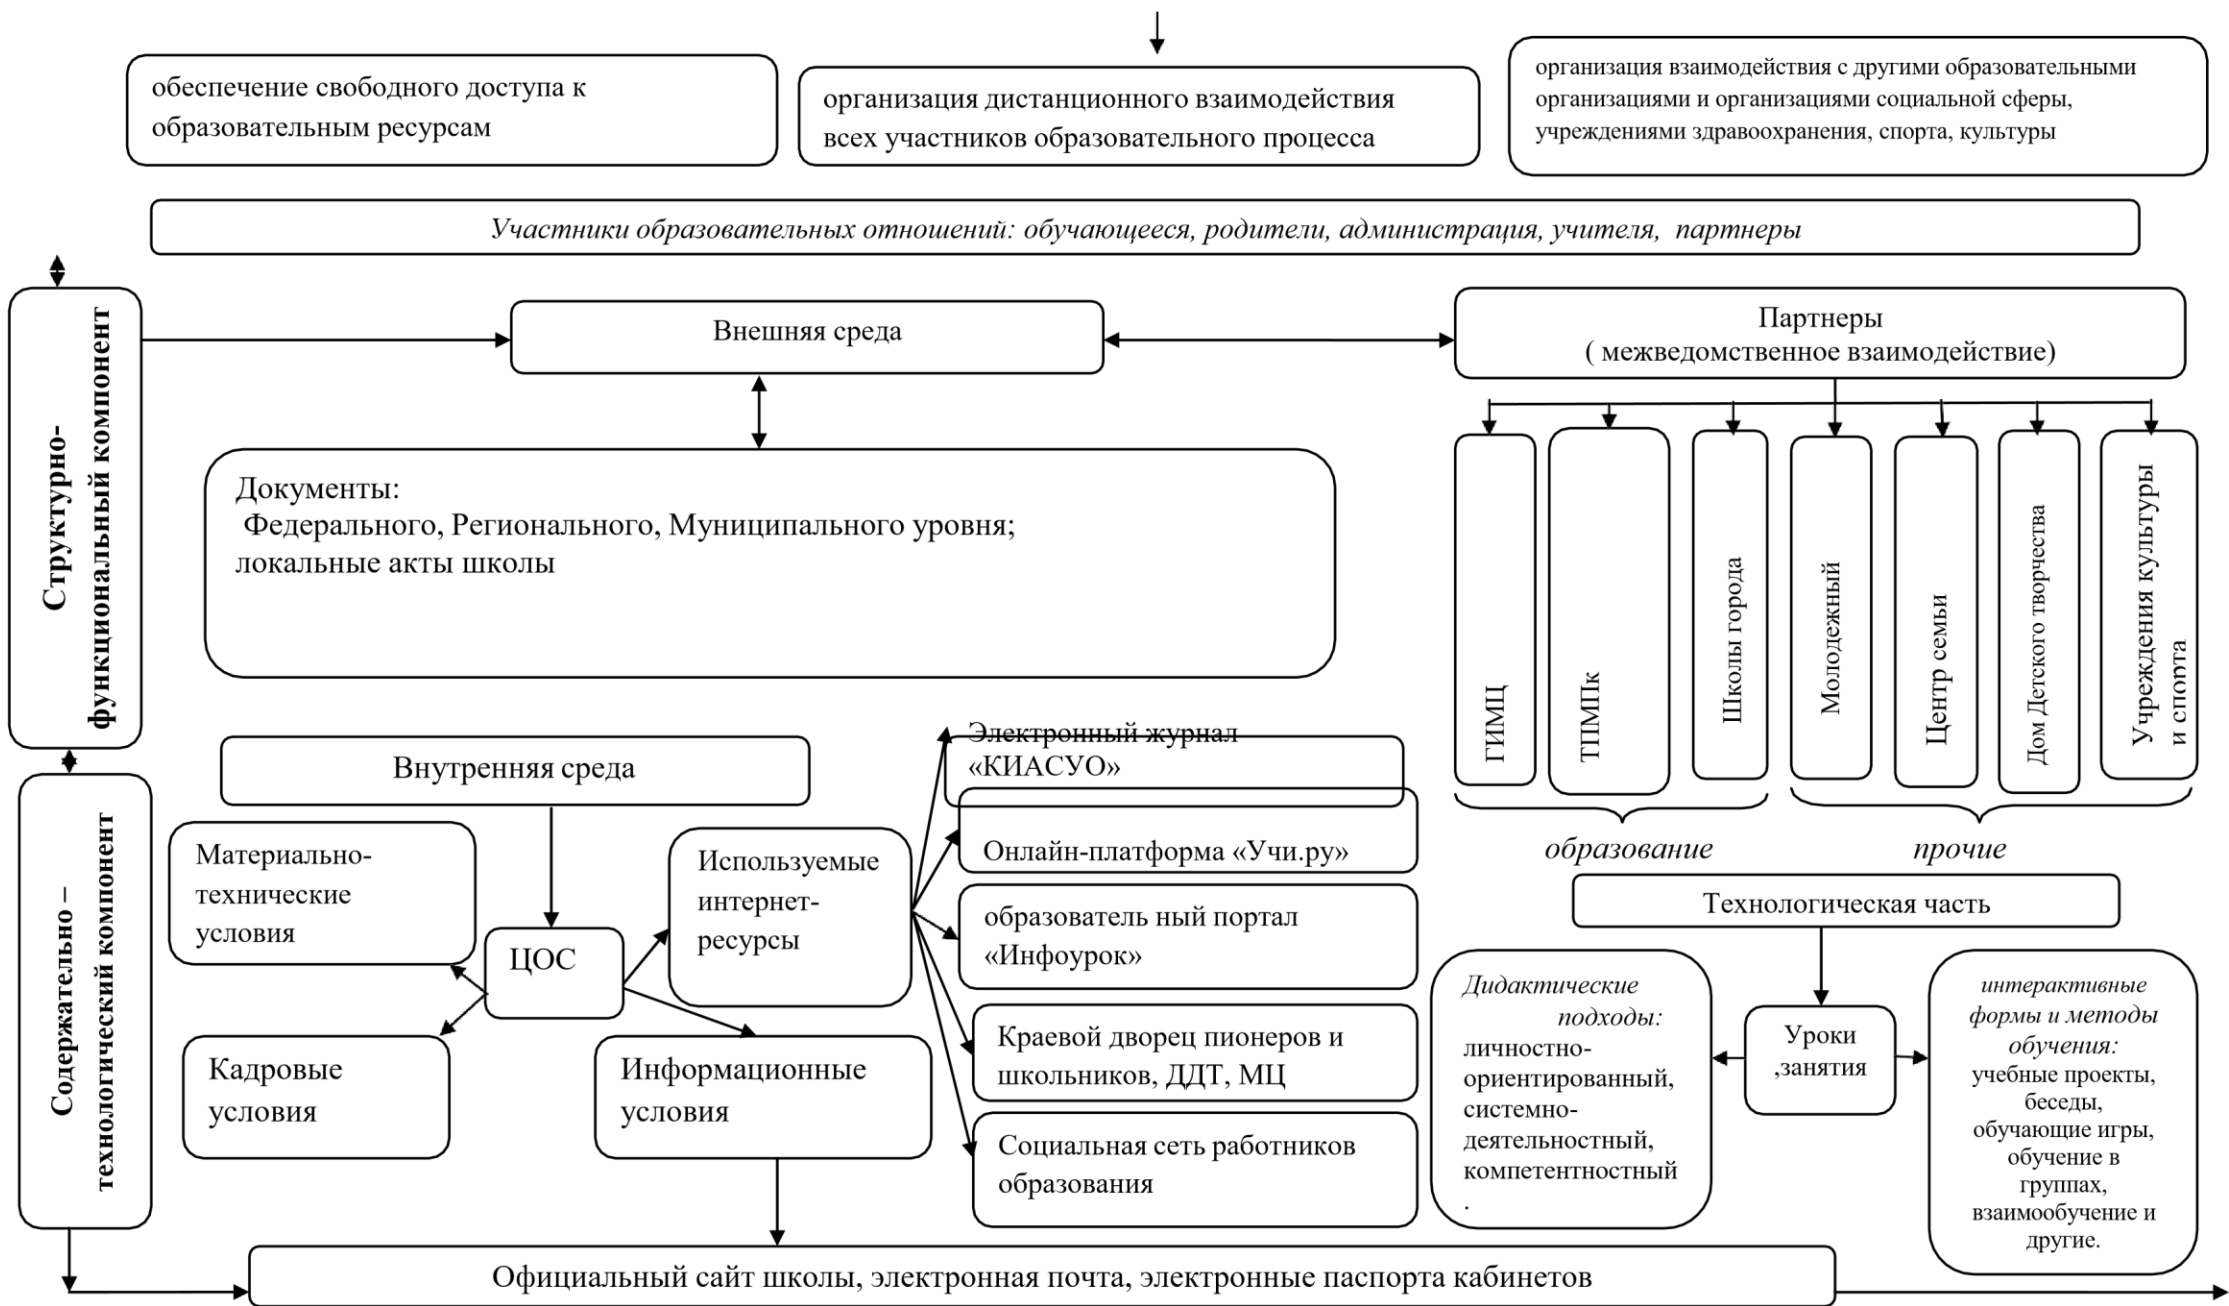 обеспечение свободного доступа к
образовательным ресурсам
организация дистанционного взаимодействия
всех участников образовательного процесса
организация взаимодействия с другими образовательными
организациями и организациями социальной сферы,
учреждениями здравоохранения, спорта, культуры
Участники образовательных отношений: обучающееся, родители, администрация, учителя, партнеры
Структурно-
функциональный компонент
Внешняя среда
Партнеры
( межведомственное взаимодействие)
Документы:
Федерального, Регионального, Муниципального уровня;
локальные акты школы
ГИМЦ
ТПМПк
Школы города
Молодежный
Центр семьи
Дом Детского творчества
Учреждения культуры
и спорта
образование
прочие
Содержательно –
технологический компонент
Внутренняя среда
Материально-
технические
условия
ЦОС
Кадровые
условия
Используемые
интернет-
ресурсы
Информационные
условия
Электронный журнал
«КИАСУО»
Онлайн-платформа «Учи.ру»
образователь ный портал
«Инфоурок»
Краевой дворец пионеров и
школьников, ДДТ, МЦ
Социальная сеть работников
образования
Технологическая часть
Дидактические
подходы:
личностно-
ориентированный,
системно-
деятельностный,
компетентностный
.
Уроки
,занятия
интерактивные
формы и методы
обучения:
учебные проекты,
беседы,
обучающие игры,
обучение в
группах,
взаимообучение и
другие.
Официальный сайт школы, электронная почта, электронные паспорта кабинетов